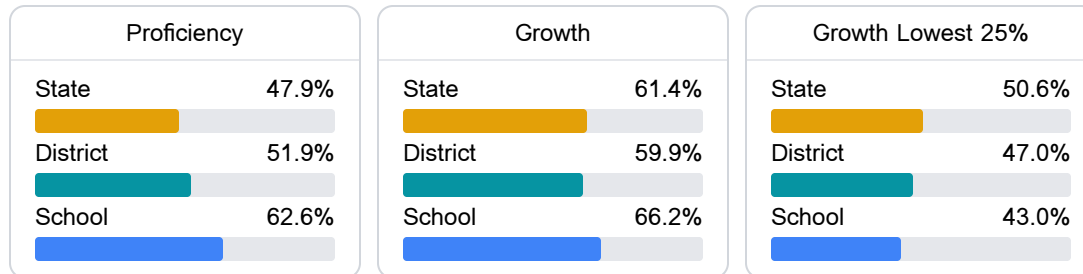 Proficiency
State 47.9%
District 51.9%
School 62.6%
Growth
State 61.4%
District 59.9%
School 66.2%
Growth Lowest 25%
State 50.6%
District 47.0%
School 43.0%